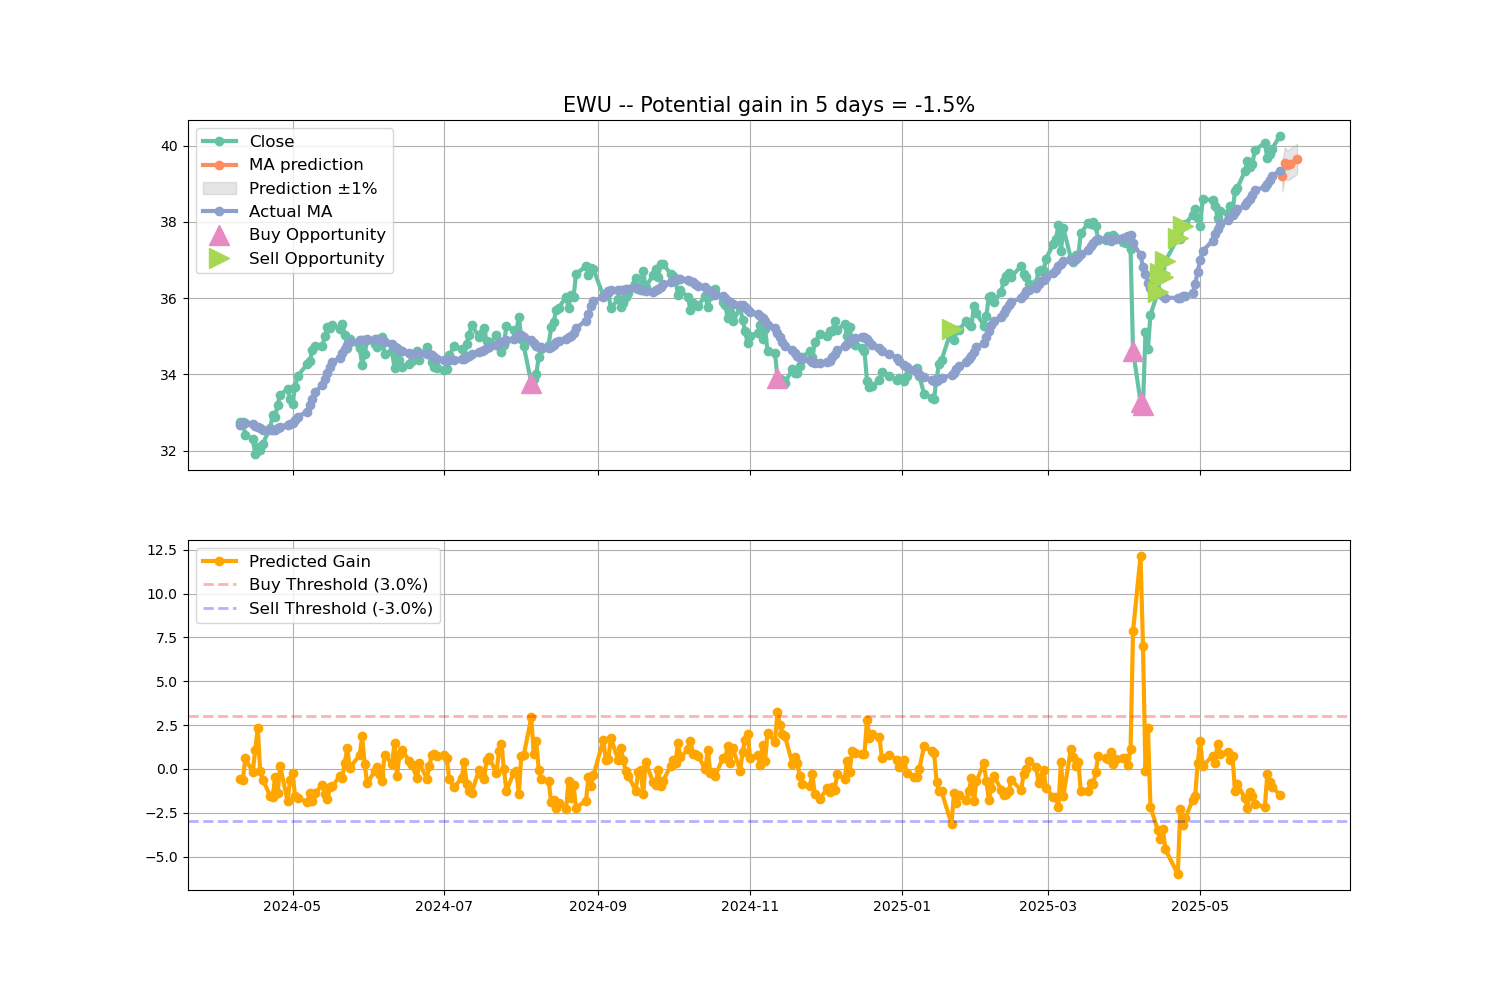 EWU -- Potential gain in 5 days = -1.5%
Close
MA prediction
Prediction ±1%
Actual MA
Buy Opportunity
Sell Opportunity
40
38
36
34
32
Predicted Gain
Buy Threshold (3.0%)
Sell Threshold (-3.0%)
12.5
10.0
7.5
5.0
2.5
0.0
−2.5
−5.0
2024-05 2024-07 2024-09 2024-11 2025-01 2025-03 2025-05